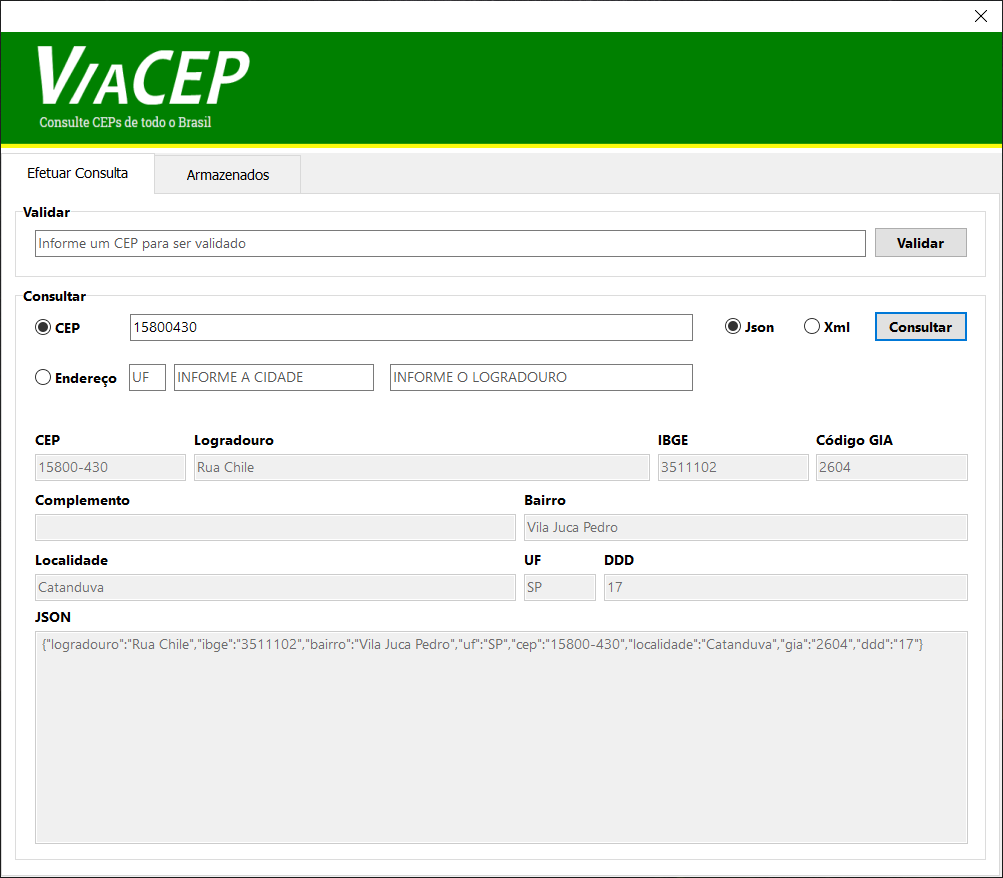 VIACEP
Consulte CEPs de todo o Brasil
Efetuar Consulta Armazenados
Validar
Informe um CEP para ser validado Validar
Consultar
CEP 15800430 Json Xml Consultar
Endereço UF INFORME A CIDADE INFORME O LOGRADOURO
CEP Logradouro IBGE Código GIA
15800-430 Rua Chile 3511102 2604
Complemento Bairro
Vila Juca Pedro
Localidade UF DDD
Catanduva SP 17
JSON
{"logradouro":"Rua Chile","ibge":"3511102","bairro":"Vila Juca Pedro","uf":"SP","cep":"15800-430","localidade":"Catanduva","gia":"2604","ddd":"17"}